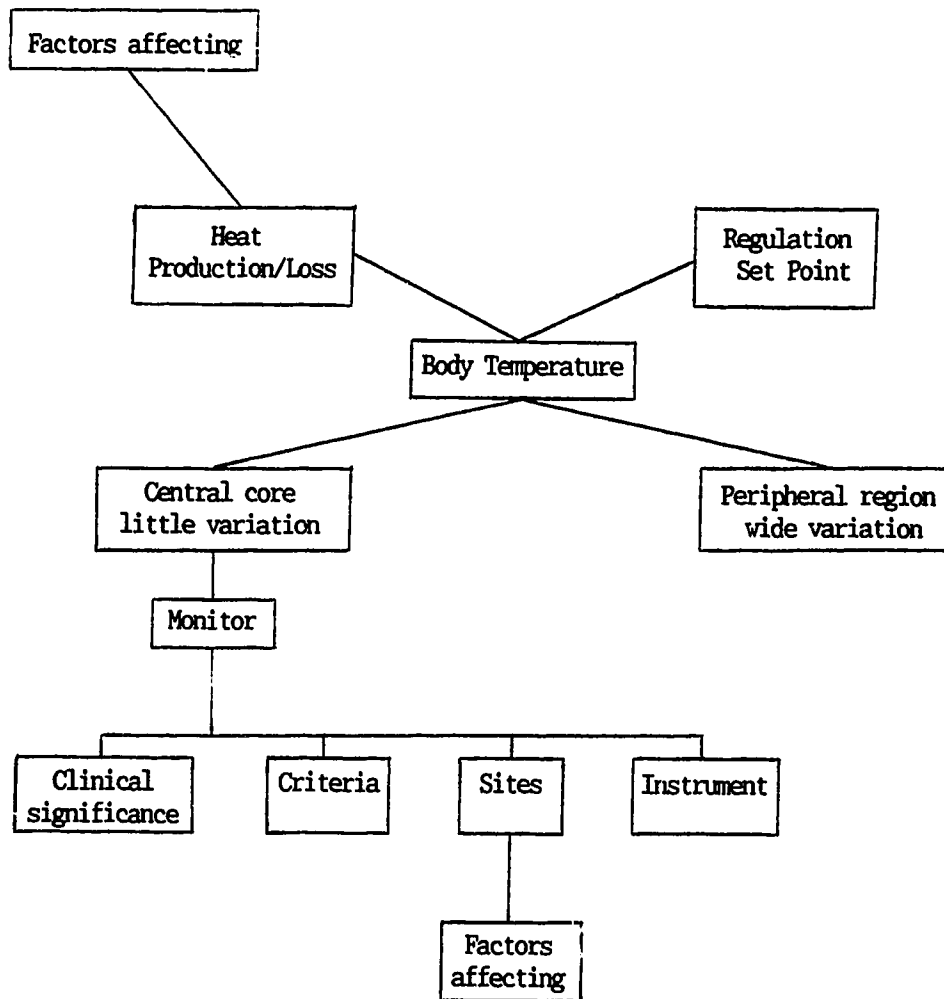 Factors affecting
Heat
Production/Loss
Regulation
Set Point
Body Temperature
Central core
little variation
Peripheral region
wide variation
Monitor
Clinical
significance
Criteria
Sites
Instrument
Factors
affecting